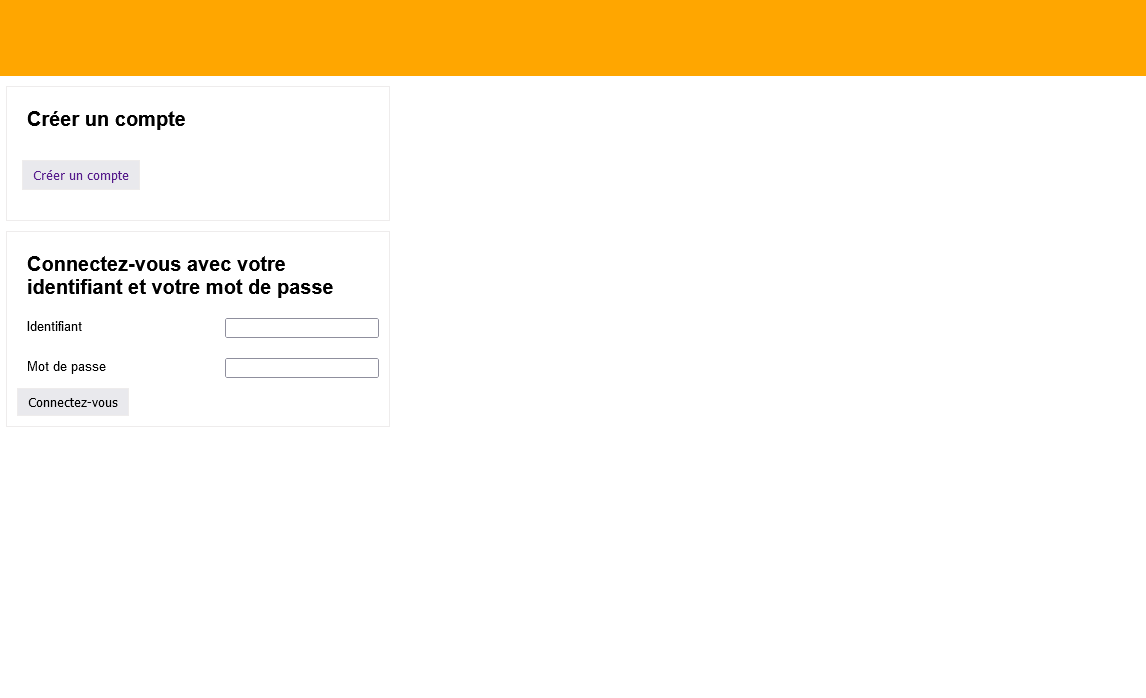 Créer un compte
Créer un compte
Connectez-vous avec votre
identifiant et votre mot de passe
Identifiant
Mot de passe
Connectez-vous